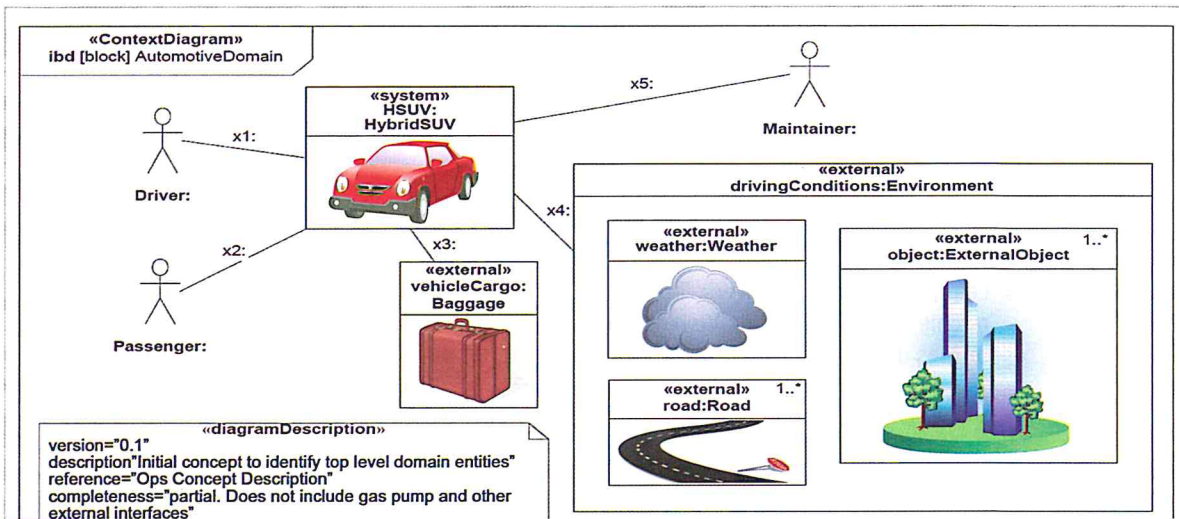 «ContextDiagram»
ibd [block] AutomotiveDomain
«system»
HSUV:
HybridSUV
x5:
Maintainer:
x1:
Driver:
«external»
drivingConditions:Environment
x4:
x2:
x3:
«external»
weather:Weather
«external» 1..*
object:ExternalObject
«external»
vehicleCargo:
Baggage
Passenger:
«external» 1..*
road:Road
«diagramDescription»
version="0.1"
description"Initial concept to identify top level domain entities"
reference="Ops Concept Description"
completeness="partial. Does not include gas pump and other
external interfaces"